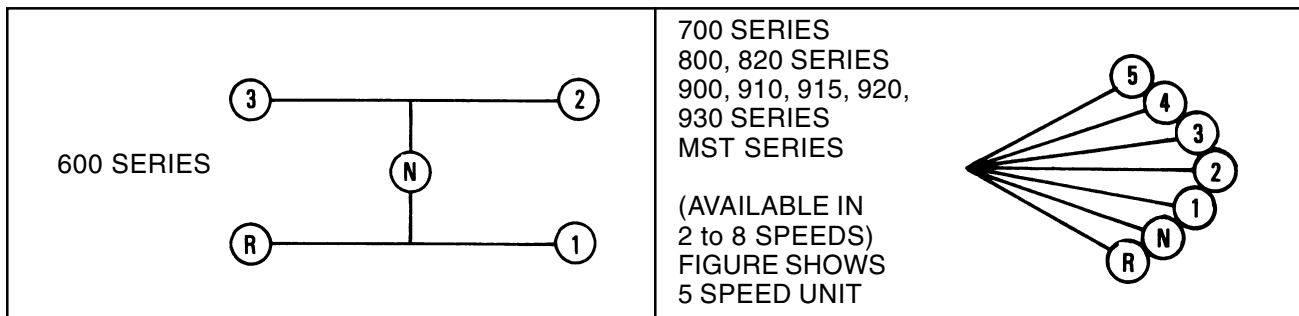 3
2
600 SERIES
N
R
1
700 SERIES
800, 820 SERIES
900, 910, 915, 920,
930 SERIES
MST SERIES
(AVAILABLE IN
2 to 8 SPEEDS)
FIGURE SHOWS
5 SPEED UNIT
5
4
3
2
1
N
R